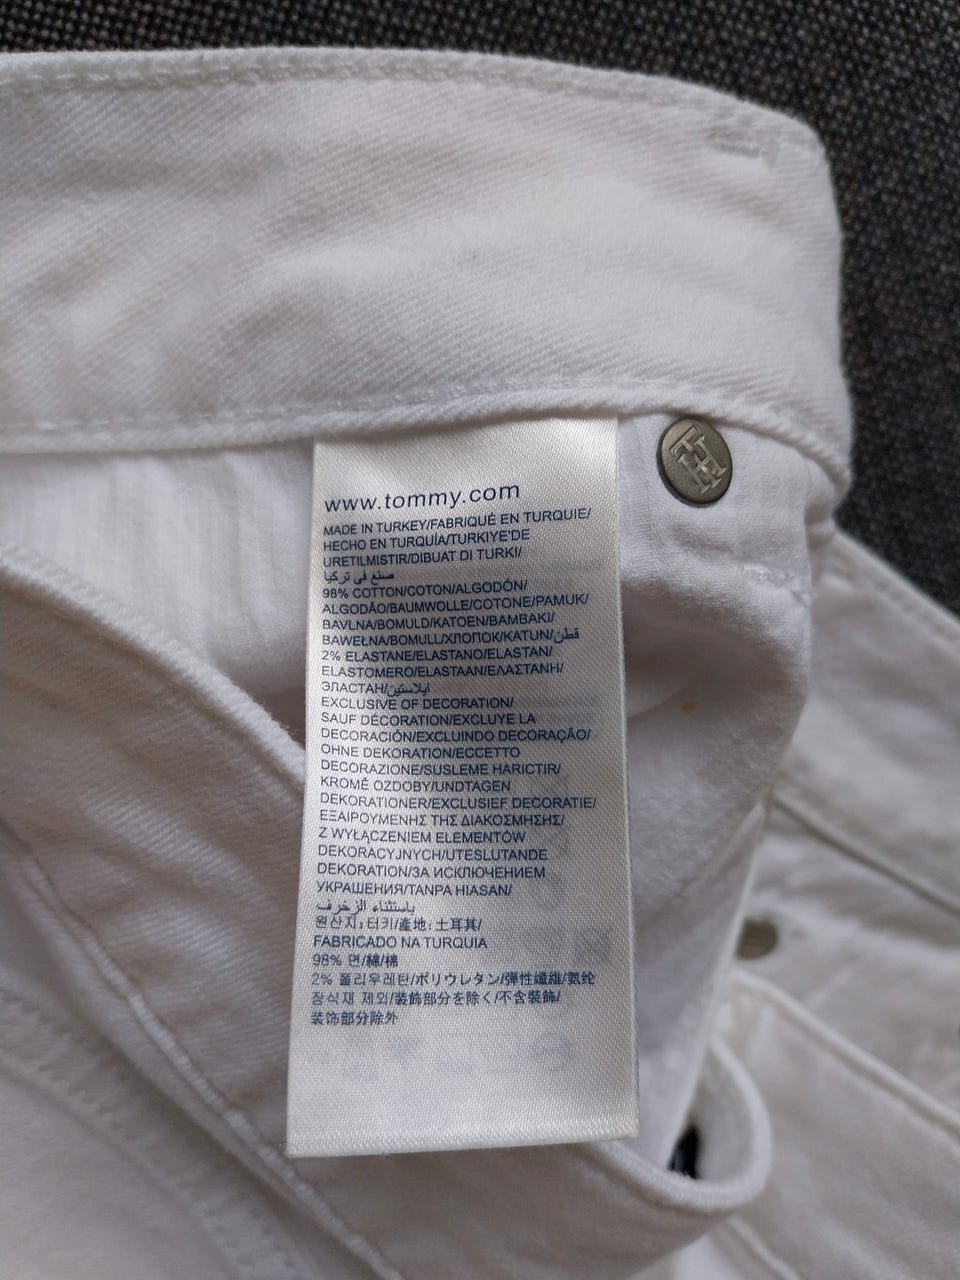 www.tommy.com
MADE IN TURKEY/FABRIQUÉ EN TURQUIE/
HECHO EN TURQUÍA/TURKIYE'DE
URETILMISTIR/DIBUAT DI TURKI/
صنع في تركيا
98% COTTON/COTON/ALGODÓN/
ALGODÃO/BAUMWOLLE/COTONE/PAMUK/
BAVLNA/BOMULD/KATOEN/ΒΑΜΒΑΚΙ/
BAWEŁNA/BOMULL/ХЛОПОК/KATUN/قطن
2% ELASTANE/ELASTANO/ELASTAN/
ELASTOMERO/ELASTAAN/ΕΛΑΣΤΑΝΗ/
ЭЛАСТАН/ايلاستين
EXCLUSIVE OF DECORATION/
SAUF DÉCORATION/EXCLUYE LA
DECORACIÓN/EXCLUINDO DECORAÇÃO/
OHNE DEKORATION/ECCETTO
DECORAZIONE/SUSLEME HARICTIR/
KROMĚ OZDOBY/UNDTAGEN
DEKORATIONER/EXCLUSIEF DECORATIE/
ΕΞΑΙΡΟΥΜΕΝΗΣ ΤΗΣ ΔΙΑΚΟΣΜΗΣΗΣ/
Z WYŁĄCZENIEM ELEMENTÓW
DEKORACYJNYCH/UTESLUTANDE
DEKORATION/ЗА ИСКЛЮЧЕНИЕМ
УКРАШЕНИЯ/TANPA HIASAN/
باستثناء الزخرف
원산지:터키/產地:土耳其/
FABRICADO NA TURQUIA
98% 면/綿/棉
2% 폴리우레탄/ポリウレタン/彈性纖維/氨纶
장식재 제외/装飾部分を除く/不含裝飾/
装饰部分除外